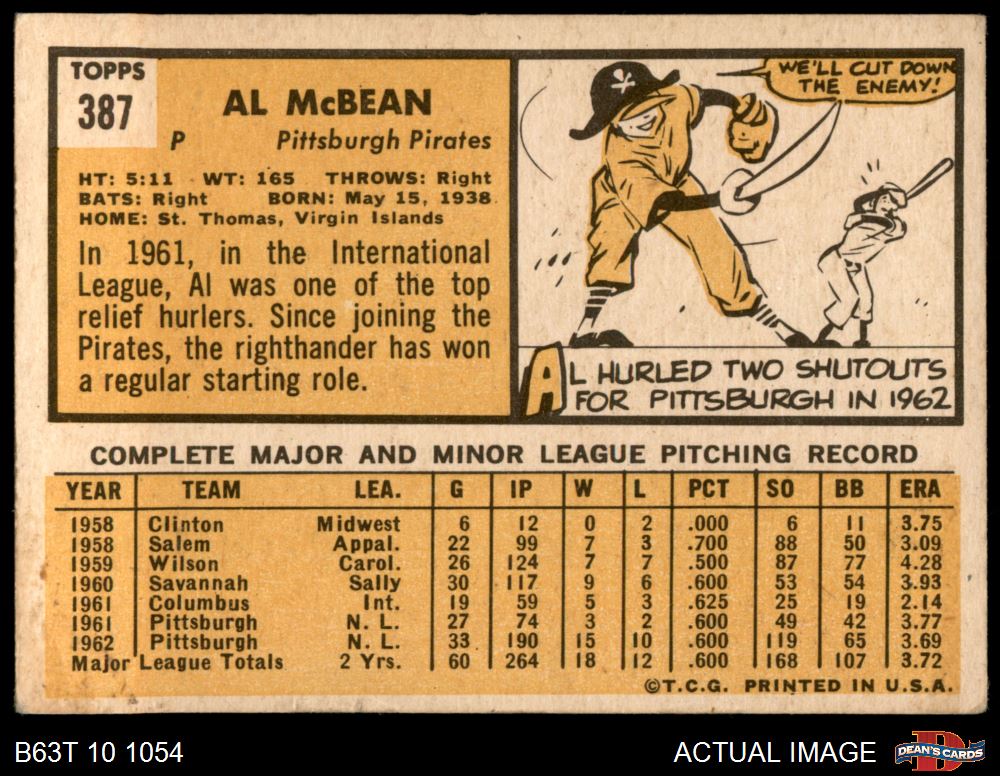 TOPPS
387
AL McBEAN
P Pittsburgh Pirates
HT: 5:11 WT: 165 THROWS: Right
BATS: Right BORN: May 15, 1938
HOME: St. Thomas, Virgin Islands
In 1961, in the International
League, Al was one of the top
relief hurlers. Since joining the
Pirates, the righthander has won
a regular starting role.
WE'LL CUT DOWN
THE ENEMY!
AL HURLED TWO SHUTOUTS
FOR PITTSBURGH IN 1962
COMPLETE MAJOR AND MINOR LEAGUE PITCHING RECORD
YEAR TEAM LEA. G IP W L PCT SO BB ERA
1958 Clinton Midwest 6 12 0 2 .000 6 11 3.75
1958 Salem Appal. 22 99 7 3 .700 88 50 3.09
1959 Wilson Carol. 26 124 7 7 .500 87 77 4.28
1960 Savannah Sally 30 117 9 6 .600 53 54 3.93
1961 Columbus Int. 19 59 5 3 .625 25 19 2.14
1961 Pittsburgh N. L. 27 74 3 2 .600 49 42 3.77
1962 Pittsburgh N. L. 33 190 15 10 .600 119 65 3.69
Major League Totals 2 Yrs. 60 264 18 12 .600 168 107 3.72
©T.C.G. PRINTED IN U.S.A.
B63T 10 1054
ACTUAL IMAGE
D
DEAN'S CARDS